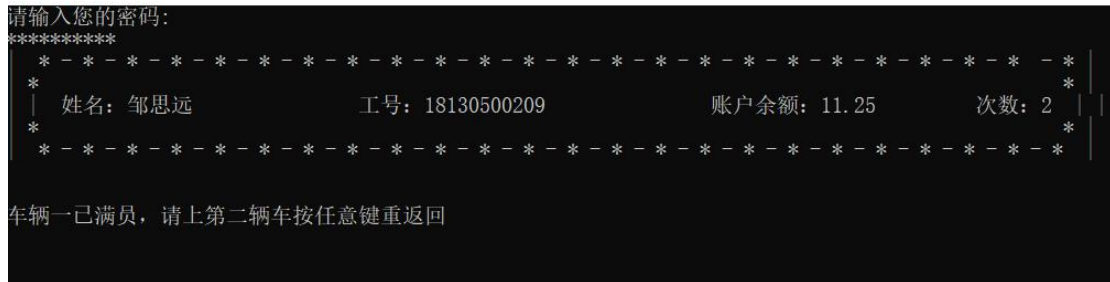 请输入您的密码:
**********
* - * - * - * - * - * - * - * - * - * - * - * - * - * - * - * - * - * - * - * - * - * - *  - * |
* *
| 姓名: 邹思远 工号: 18130500209 账户余额: 11.25 次数: 2 | |
* * |
| * - * - * - * - * - * - * - * - * - * - * - * - * - * - * - * - * - * - * - * - * - * - * - * |
车辆一已满员，请上第二辆车按任意键重返回